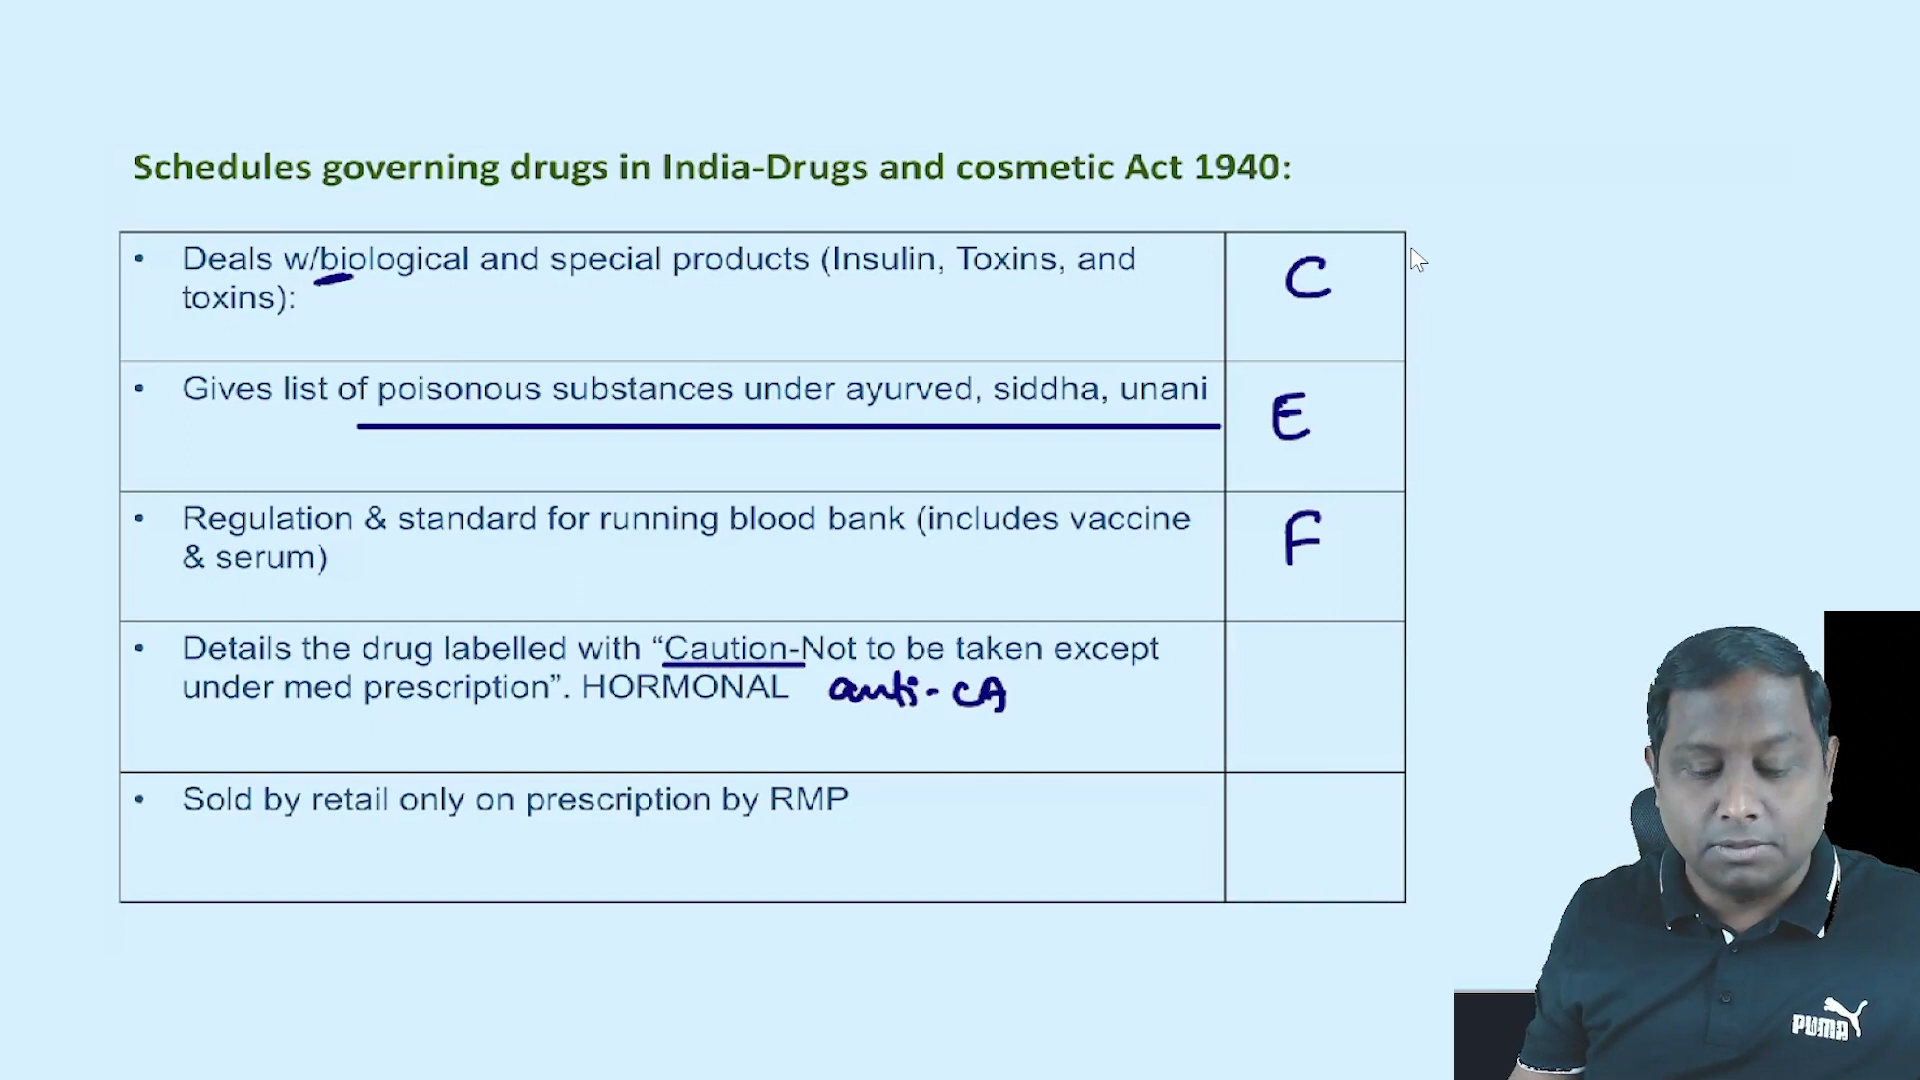 Schedules governing drugs in India-Drugs and cosmetic Act 1940:
• Deals w/biological and special products (Insulin, Toxins, and
toxins):
C
• Gives list of poisonous substances under ayurved, siddha, unani
E
• Regulation & standard for running blood bank (includes vaccine
& serum)
F
• Details the drug labelled with “Caution-Not to be taken except
under med prescription”. HORMONAL anti-CA
• Sold by retail only on prescription by RMP
PUMA